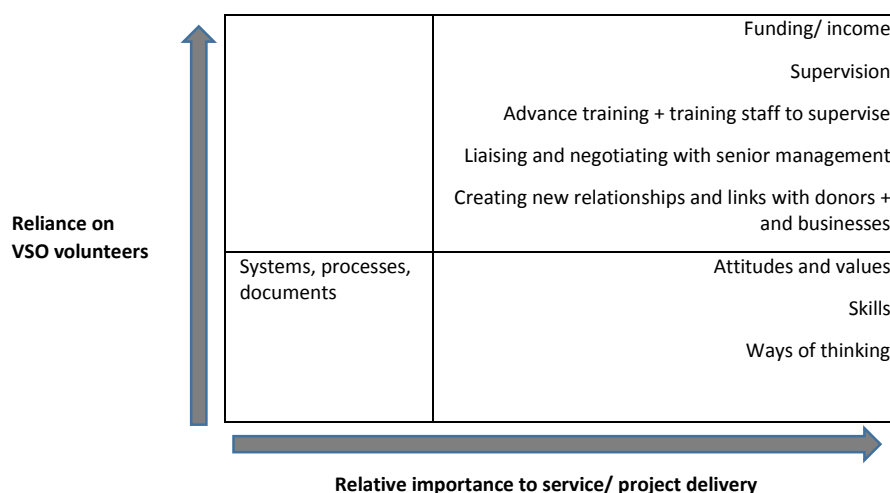 Funding/ income
Supervision
Advance training + training staff to supervise
Liaising and negotiating with senior management
Creating new relationships and links with donors +
and businesses
Reliance on
VSO volunteers
Systems, processes,
documents
Attitudes and values
Skills
Ways of thinking
Relative importance to service/ project delivery